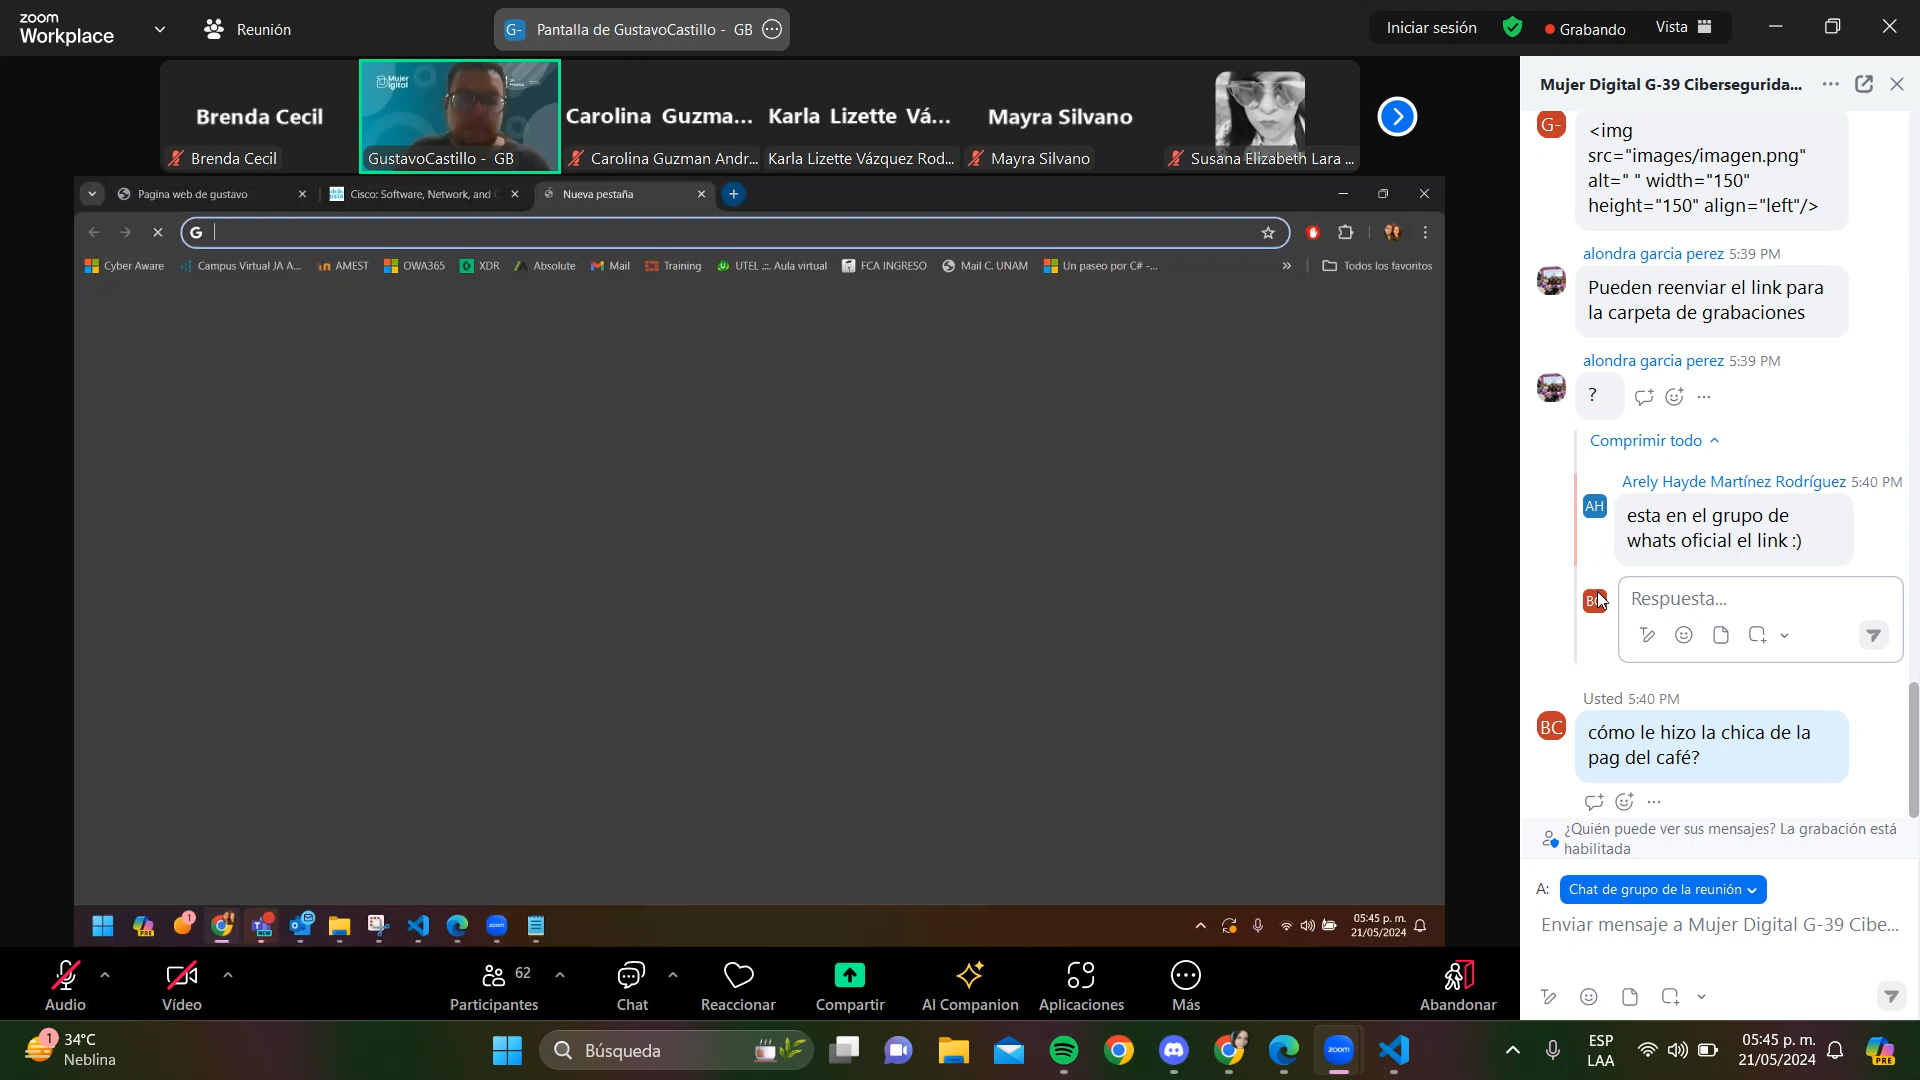 zoom
Workplace
Reunión
G- Pantalla de GustavoCastillo - GB
Iniciar sesión
Grabando
Vista
Brenda Cecil
Brenda Cecil
Mujer
Digital
GustavoCastillo - GB
Carolina Guzma...
Carolina Guzman Andr...
Karla Lizette Vá...
Karla Lizette Vázquez Rod...
Mayra Silvano
Mayra Silvano
Susana Elizabeth Lara ...
Pagina web de gustavo
Cisco: Software, Network, and
Nueva pestaña
G
Cyber Aware
Campus Virtual JA A...
AMEST
OWA365
XDR
Absolute
Mail
Training
UTEL .::. Aula virtual
FCA INGRESO
Mail C. UNAM
Un paseo por C# -...
»
Todos los favoritos
05:45 p. m.
21/05/2024
Mujer Digital G-39 Cibersegurida...
G-
<img
src="images/imagen.png"
alt=" " width="150"
height="150" align="left"/>
alondra garcia perez 5:39 PM
Pueden reenviar el link para
la carpeta de grabaciones
alondra garcia perez 5:39 PM
?
Comprimir todo
Arely Hayde Martínez Rodríguez 5:40 PM
AH
esta en el grupo de
whats oficial el link :)
Respuesta...
Usted 5:40 PM
BC
cómo le hizo la chica de la
pag del café?
¿Quién puede ver sus mensajes? La grabación está
habilitada
A: Chat de grupo de la reunión
Enviar mensaje a Mujer Digital G-39 Cibe...
Audio
Vídeo
62
Participantes
Chat
Reaccionar
Compartir
AI Companion
Aplicaciones
Más
Abandonar
1
34°C
Neblina
Búsqueda
zoom
ESP
LAA
05:45 p. m.
21/05/2024
PRE